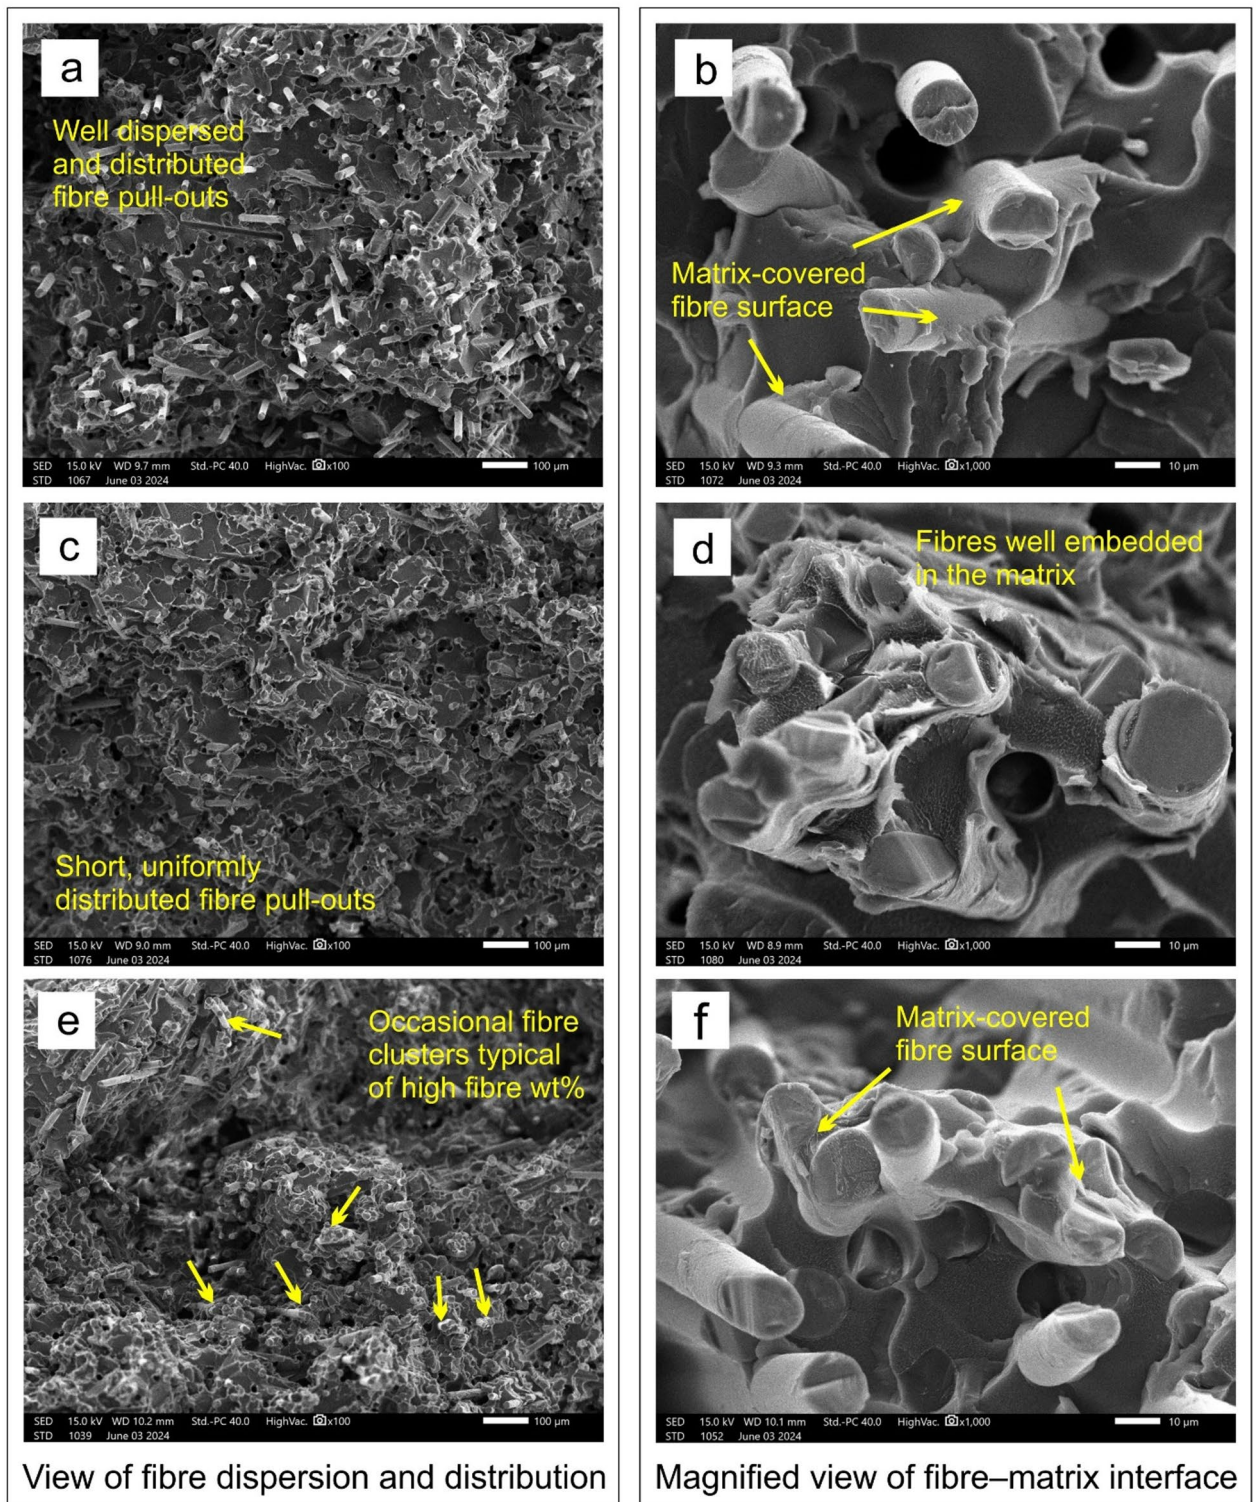 a
Well dispersed
and distributed
fibre pull-outs
SED 15.0 kV WD 9.7 mm Std.-PC 40.0 HighVac. x100 100 μm
STD 1067 June 03 2024
b
Matrix-covered
fibre surface
SED 15.0 kV WD 9.3 mm Std.-PC 40.0 HighVac. x1,000 10 μm
STD 1072 June 03 2024
c
Short, uniformly
distributed fibre pull-outs
SED 15.0 kV WD 9.0 mm Std.-PC 40.0 HighVac. x100 100 μm
STD 1076 June 03 2024
d
Fibres well embedded
in the matrix
SED 15.0 kV WD 8.9 mm Std.-PC 40.0 HighVac. x1,000 10 μm
STD 1080 June 03 2024
e
Occasional fibre
clusters typical
of high fibre wt%
SED 15.0 kV WD 10.2 mm Std.-PC 40.0 HighVac. x100 100 μm
STD 1039 June 03 2024
f
Matrix-covered
fibre surface
SED 15.0 kV WD 10.1 mm Std.-PC 40.0 HighVac. x1,000 10 μm
STD 1052 June 03 2024
View of fibre dispersion and distribution
Magnified view of fibre–matrix interface